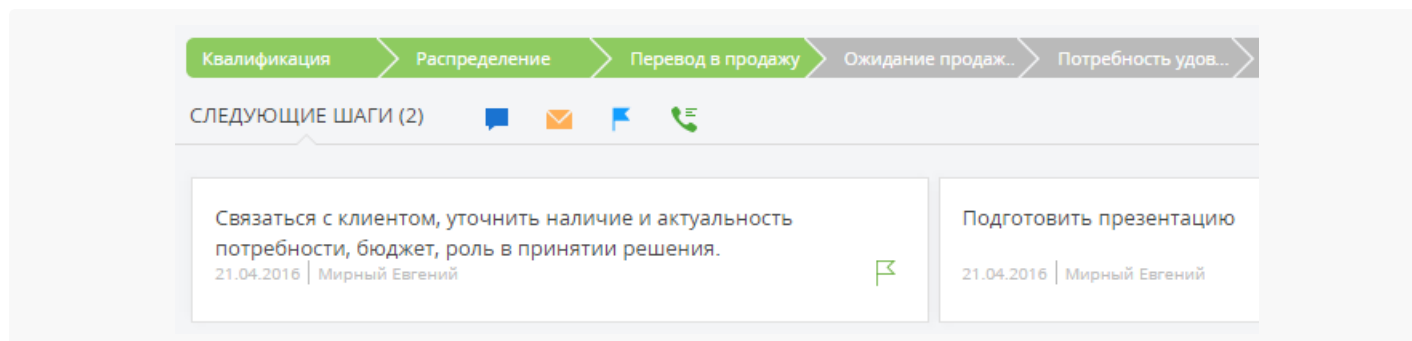 Квалификация Распределение Перевод в продажу Ожидание продаж.. Потребность удов...
СЛЕДУЮЩИЕ ШАГИ (2)
Связаться с клиентом, уточнить наличие и актуальность
потребности, бюджет, роль в принятии решения.
21.04.2016 Мирный Евгений
Подготовить презентацию
21.04.2016 Мирный Евгений